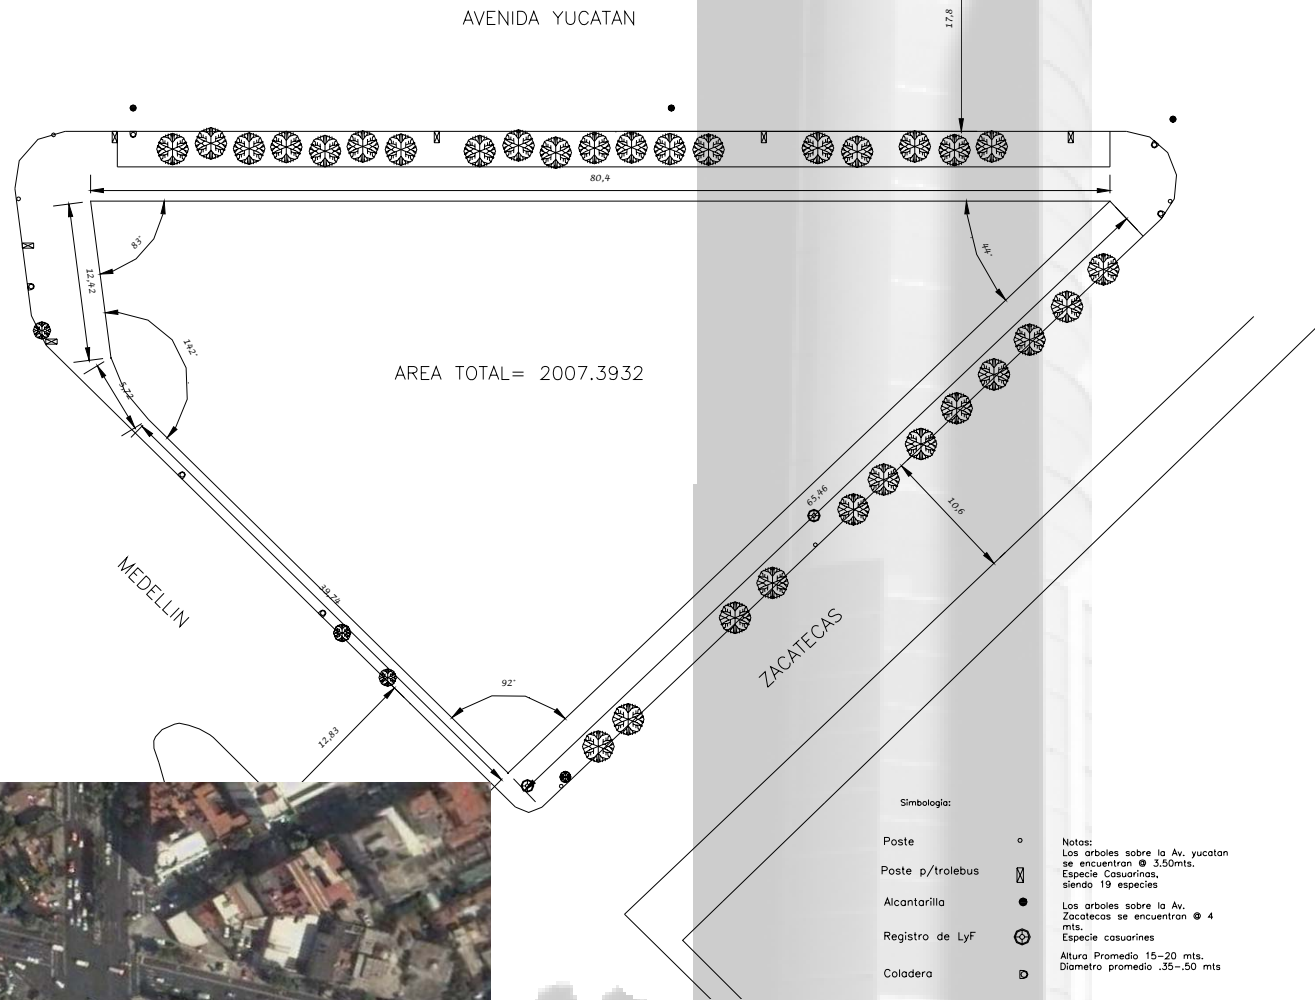 AVENIDA YUCATAN
17,8
80,4
83°
44°
12,42
142°
5,72
AREA TOTAL= 2007.3932
65,46
10,6
MEDELLIN
39,74
ZACATECAS
92°
12,83
Simbologia:
Poste
Poste p/trolebus
Alcantarilla
Registro de LyF
Coladera
Notas:
Los arboles sobre la Av. yucatan
se encuentran @ 3.50mts.
Especie Casuarinas,
siendo 19 especies
Los arboles sobre la Av.
Zacatecas se encuentran @ 4
mts.
Especie casuarines
Altura Promedio 15-20 mts.
Diametro promedio .35-.50 mts